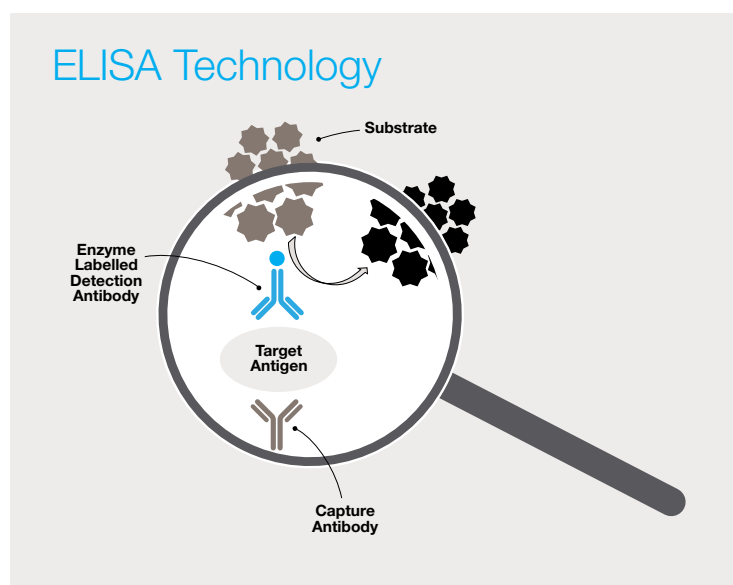 ELISA Technology
Substrate
Enzyme
Labelled
Detection
Antibody
Target
Antigen
Capture
Antibody